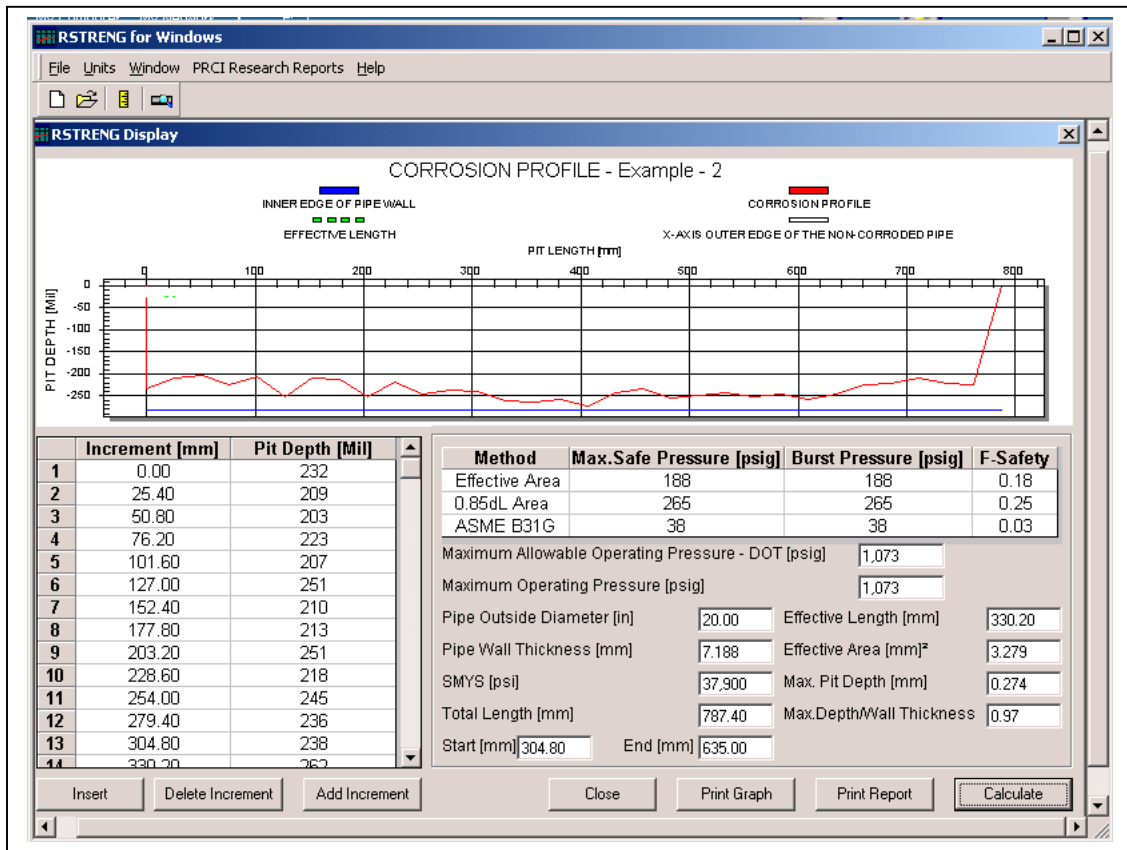 RSTRENG for Windows
File Units Window PRCI Research Reports Help
RSTRENG Display
CORROSION PROFILE - Example - 2
INNER EDGE OF PIPE WALL
CORROSION PROFILE
EFFECTIVE LENGTH
X-AXIS OUTER EDGE OF THE NON-CORRODED PIPE
PIT LENGTH [mm]
0 100 200 300 400 500 600 700 800
PIT DEPTH [Mil]
0
-50
-100
-150
-200
-250
Increment [mm] Pit Depth [Mil]
1 0.00 232
2 25.40 209
3 50.80 203
4 76.20 223
5 101.60 207
6 127.00 251
7 152.40 210
8 177.80 213
9 203.20 251
10 228.60 218
11 254.00 245
12 279.40 236
13 304.80 238
14 330.20 262
Method Max.Safe Pressure [psig] Burst Pressure [psig] F-Safety
Effective Area 188 188 0.18
0.85dL Area 265 265 0.25
ASME B31G 38 38 0.03
Maximum Allowable Operating Pressure - DOT [psig] 1,073
Maximum Operating Pressure [psig] 1,073
Pipe Outside Diameter [in] 20.00 Effective Length [mm] 330.20
Pipe Wall Thickness [mm] 7.188 Effective Area [mm]² 3.279
SMYS [psi] 37,900 Max. Pit Depth [mm] 0.274
Total Length [mm] 787.40 Max.Depth/Wall Thickness 0.97
Start [mm] 304.80 End [mm] 635.00
Insert Delete Increment Add Increment Close Print Graph Print Report Calculate